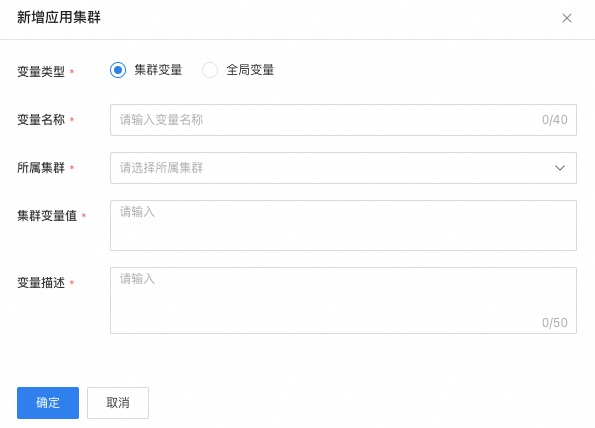 新增应用集群
变量类型 * 集群变量 全局变量
变量名称 * 请输入变量名称 0/40
所属集群 * 请选择所属集群
集群变量值 * 请输入
变量描述 * 请输入
0/50
确定 取消